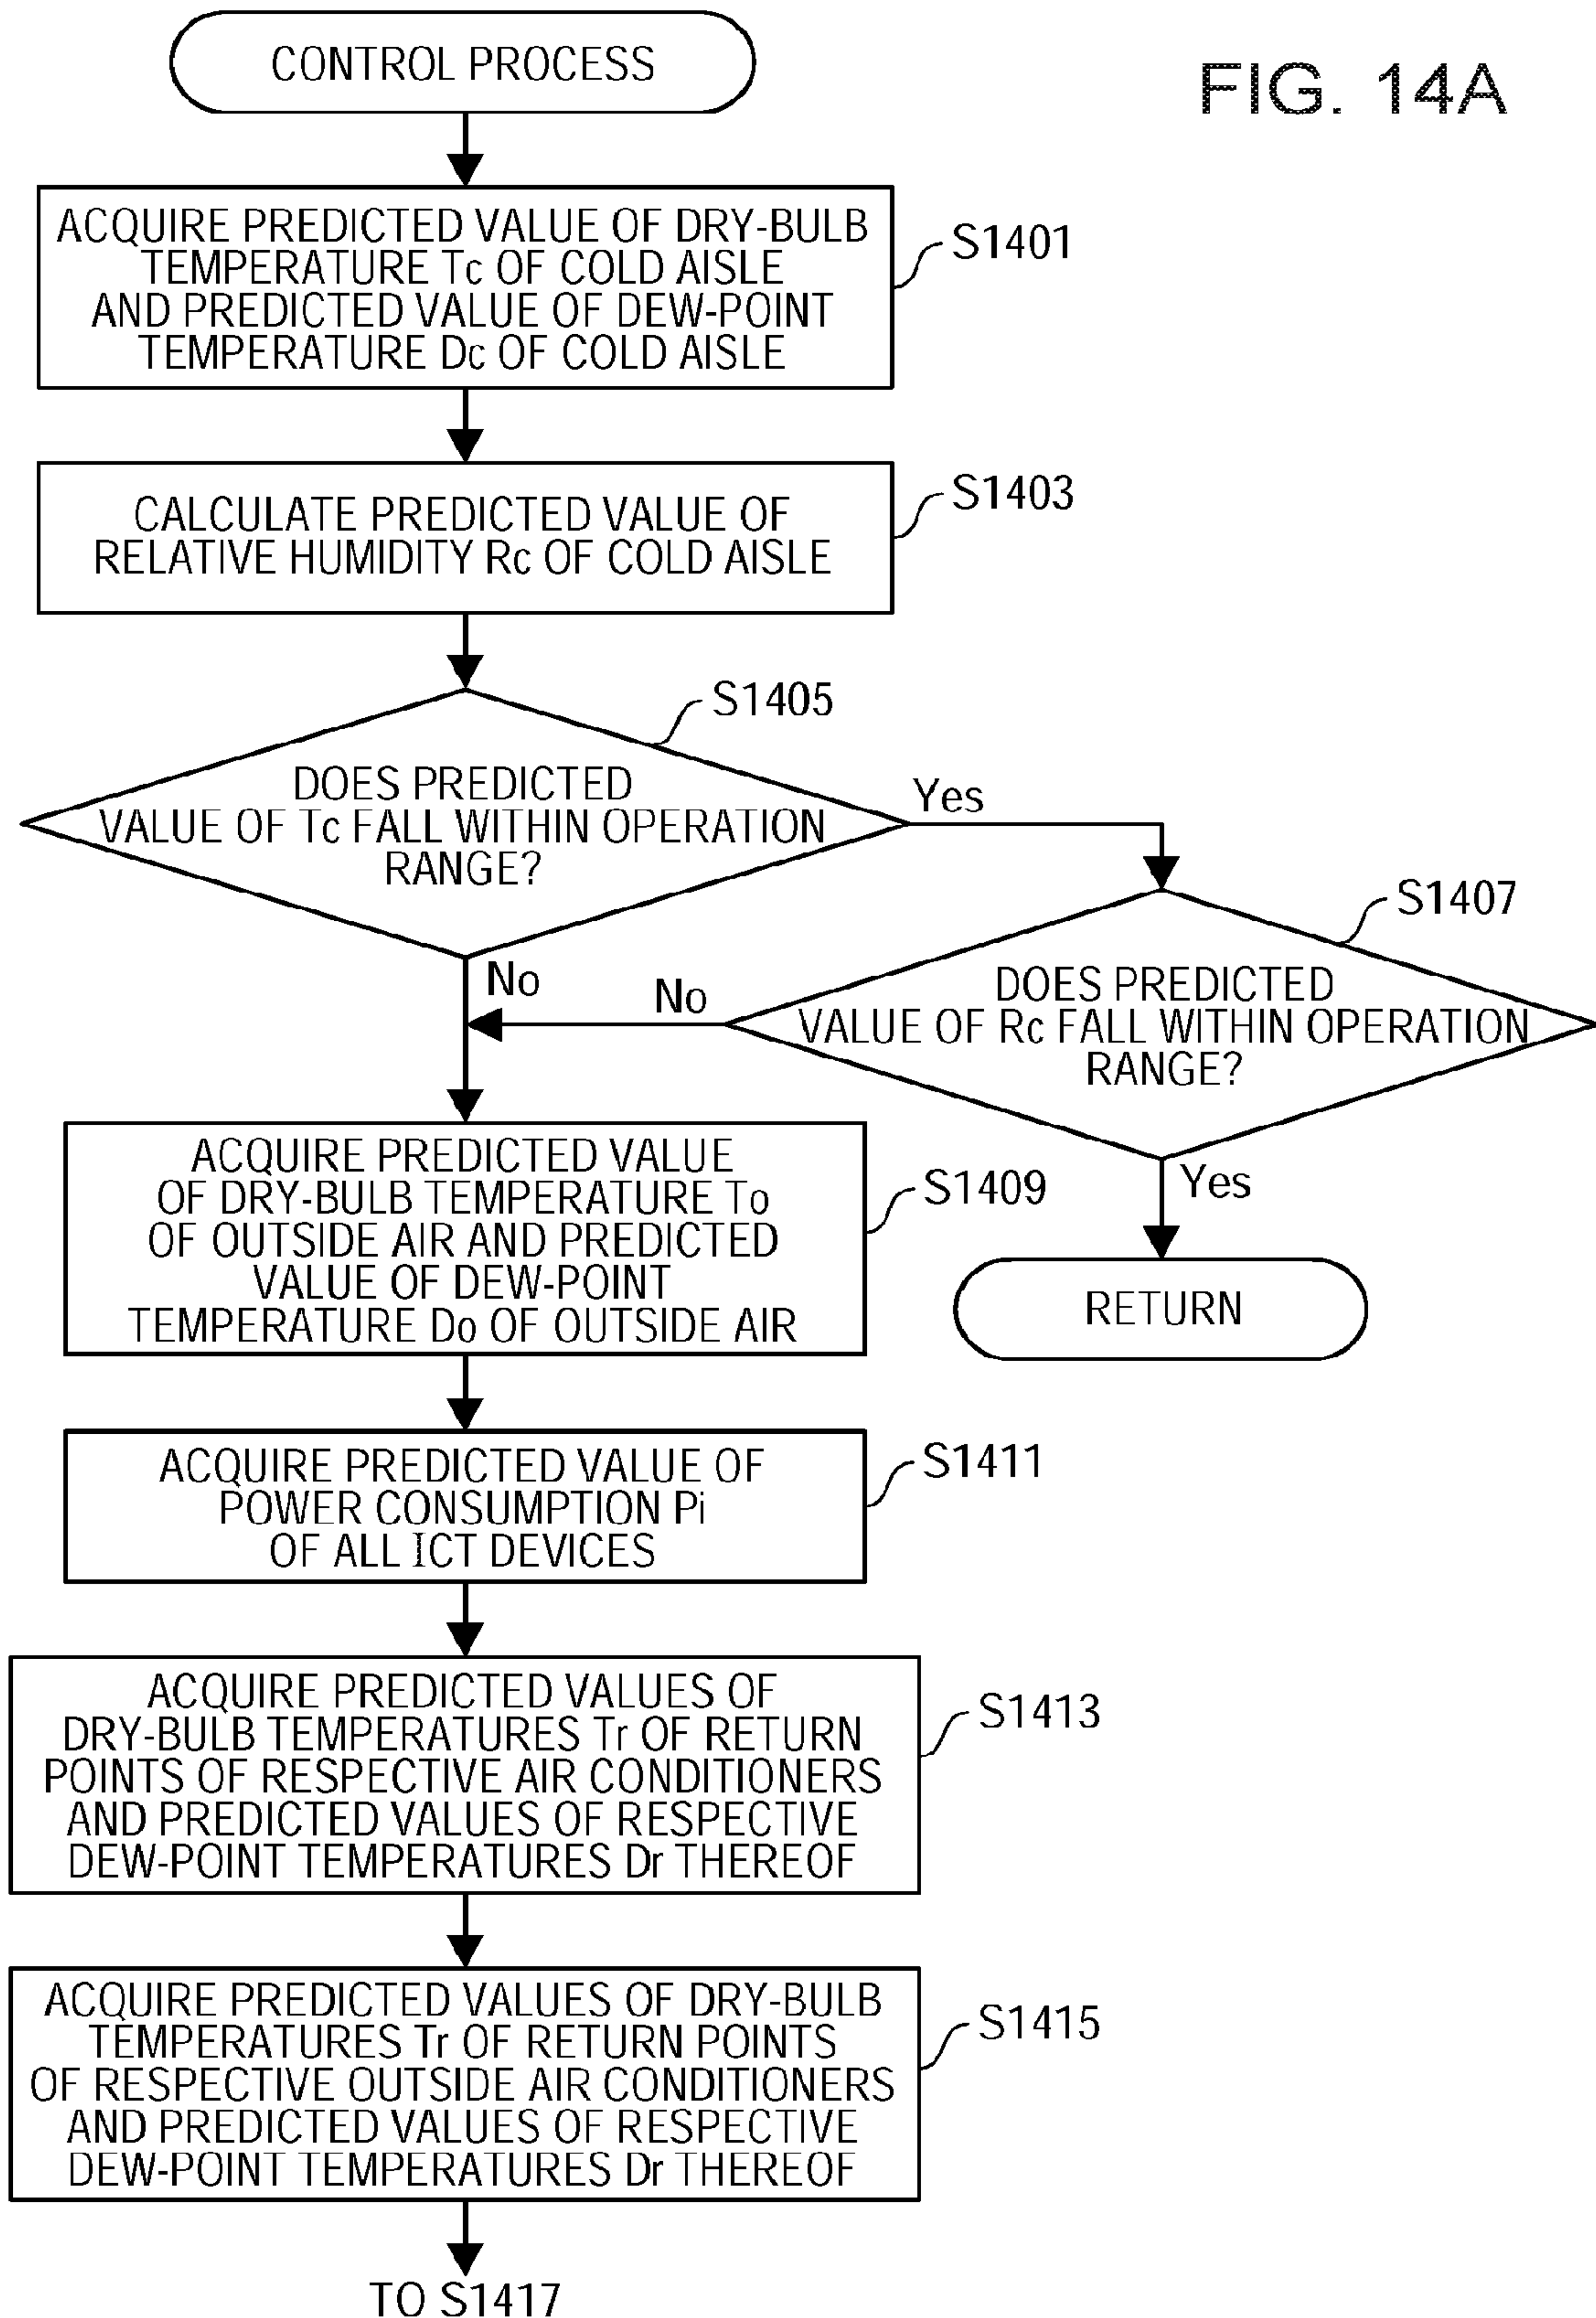 FIG. 14A
CONTROL PROCESS
ACQUIRE PREDICTED VALUE OF DRY-BULB
TEMPERATURE Tc OF COLD AISLE
AND PREDICTED VALUE OF DEW-POINT
TEMPERATURE Dc OF COLD AISLE
S1401
CALCULATE PREDICTED VALUE OF
RELATIVE HUMIDITY Rc OF COLD AISLE
S1403
S1405
DOES PREDICTED
VALUE OF Tc FALL WITHIN OPERATION
RANGE?
Yes
No
S1407
DOES PREDICTED
VALUE OF Rc FALL WITHIN OPERATION
RANGE?
No
Yes
RETURN
ACQUIRE PREDICTED VALUE
OF DRY-BULB TEMPERATURE To
OF OUTSIDE AIR AND PREDICTED
VALUE OF DEW-POINT
TEMPERATURE Do OF OUTSIDE AIR
S1409
ACQUIRE PREDICTED VALUE OF
POWER CONSUMPTION Pi
OF ALL ICT DEVICES
S1411
ACQUIRE PREDICTED VALUES OF
DRY-BULB TEMPERATURES Tr OF RETURN
POINTS OF RESPECTIVE AIR CONDITIONERS
AND PREDICTED VALUES OF RESPECTIVE
DEW-POINT TEMPERATURES Dr THEREOF
S1413
ACQUIRE PREDICTED VALUES OF DRY-BULB
TEMPERATURES Tr OF RETURN POINTS
OF RESPECTIVE OUTSIDE AIR CONDITIONERS
AND PREDICTED VALUES OF RESPECTIVE
DEW-POINT TEMPERATURES Dr THEREOF
S1415
TO S1417